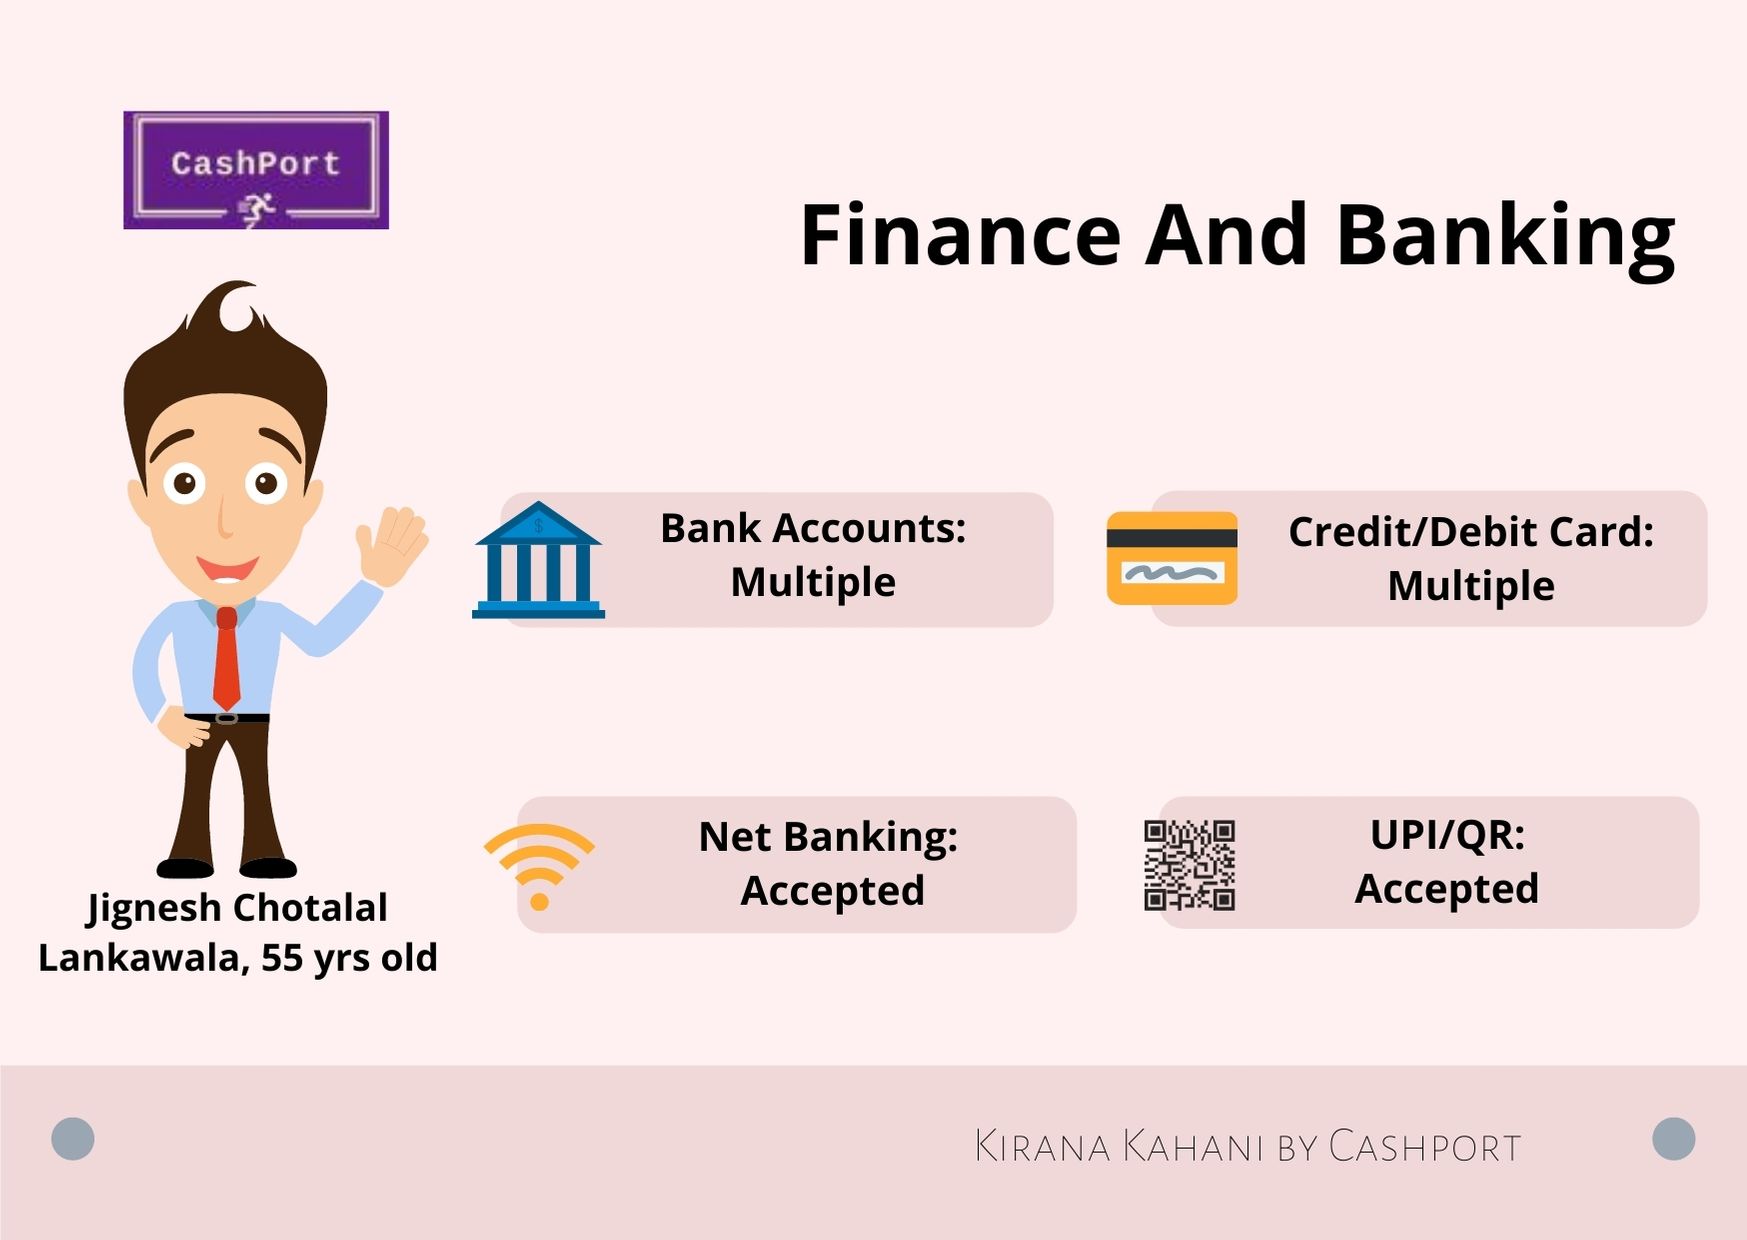 CashPort
Finance And Banking
Bank Accounts:
Multiple
Credit/Debit Card:
Multiple
Net Banking:
Accepted
UPI/QR:
Accepted
Jignesh Chotalal
Lankawala, 55 yrs old
Kirana Kahani by Cashport